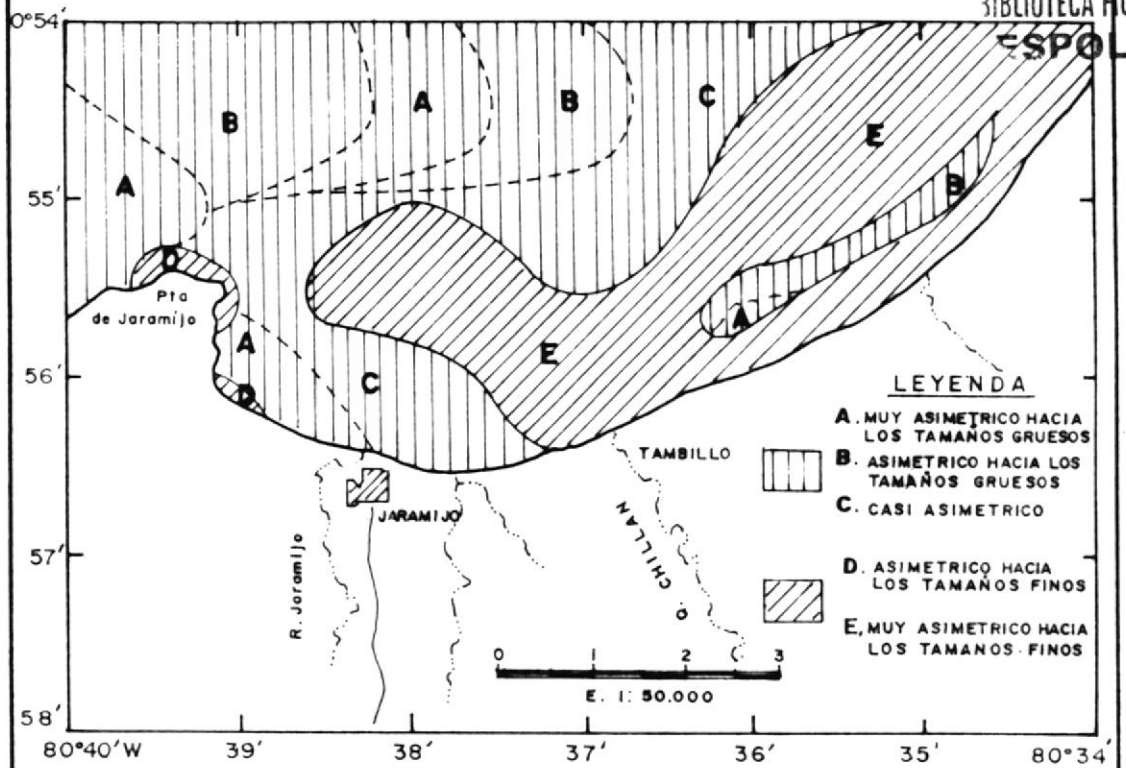 BIBLIOTECA
ESPOL
0°54'
B
A
B
C
E
A
55'
B
D
Pta
de Jaramijo
A
A
E
56'
C
D
LEYENDA
A. MUY ASIMETRICO HACIA
LOS TAMAÑOS GRUESOS
TAMBILLO
B. ASIMETRICO HACIA LOS
TAMAÑOS GRUESOS
JARAMIJO
C. CASI ASIMETRICO
57'
R. Jaramijo
Q. CHILLAN
D. ASIMETRICO HACIA
LOS TAMAÑOS FINOS
E, MUY ASIMETRICO HACIA
LOS TAMANOS FINOS
0 1 2 3
E. 1: 50.000
58'
80°40'W 39' 38' 37' 36' 35' 80°34'